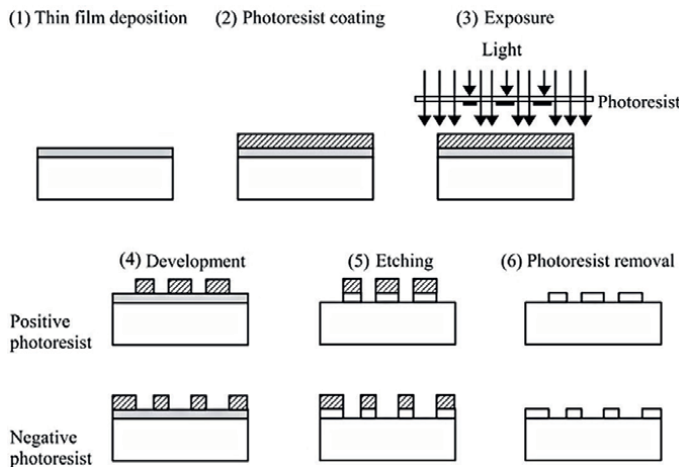 (1) Thin film deposition
(2) Photoresist coating
(3) Exposure
Light
Photoresist
(4) Development
(5) Etching
(6) Photoresist removal
Positive
photoresist
Negative
photoresist